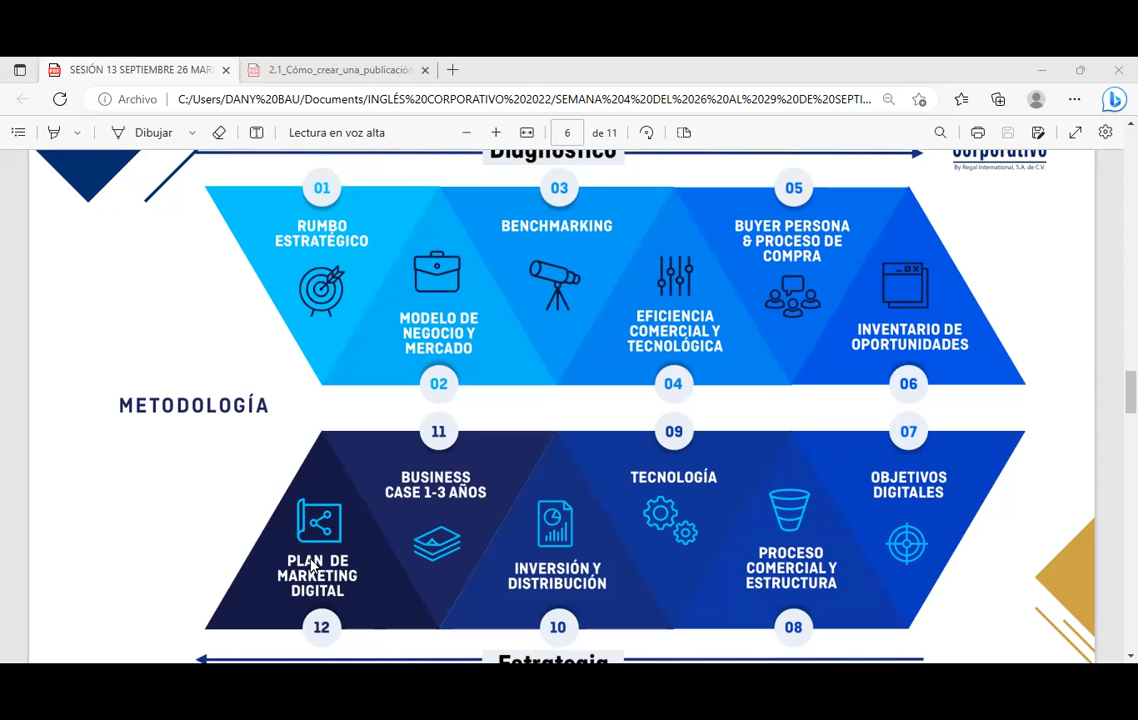 SESIÓN 13 SEPTIEMBRE 26 MAR
2.1_Cómo_crear_una_publicación
Archivo
C:/Users/DANY%20BAU/Documents/INGLÉS%20CORPORATIVO%202022/SEMANA%204%20DEL%2026%20AL%2029%20DE%20SEPTI...
Dibujar
Lectura en voz alta
6
de 11
Diagnóstico
Corporativo
By Regal International, S.A. de C.V.
01
RUMBO
ESTRATÉGICO
MODELO DE
NEGOCIO Y
MERCADO
02
03
BENCHMARKING
EFICIENCIA
COMERCIAL Y
TECNOLÓGICA
04
05
BUYER PERSONA
& PROCESO DE
COMPRA
INVENTARIO DE
OPORTUNIDADES
06
METODOLOGÍA
07
OBJETIVOS
DIGITALES
PROCESO
COMERCIAL Y
ESTRUCTURA
08
09
TECNOLOGÍA
INVERSIÓN Y
DISTRIBUCIÓN
10
11
BUSINESS
CASE 1-3 AÑOS
PLAN DE
MARKETING
DIGITAL
12
Estrategia